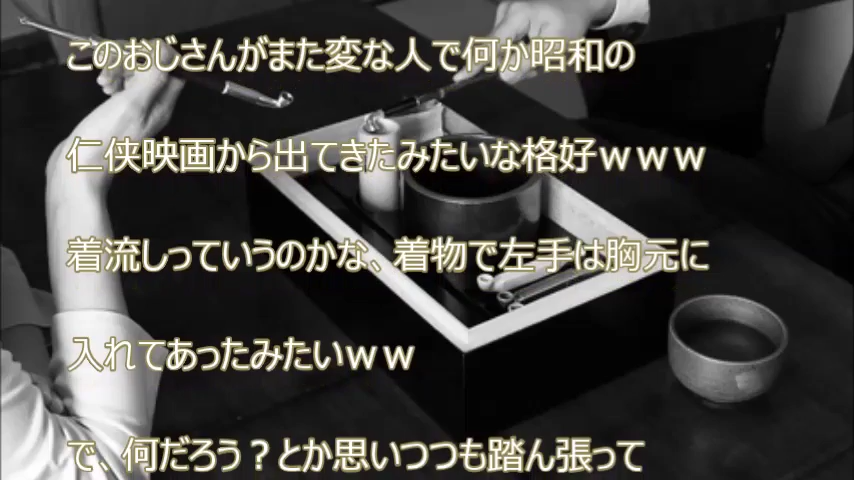 このおじさんがまた変な人で何か昭和の
仁侠映画から出てきたみたいな格好ｗｗｗ
着流しっていうのかな、着物で左手は胸元に
入れてあったみたいｗｗ
で、何だろう？とか思いつつも踏ん張って